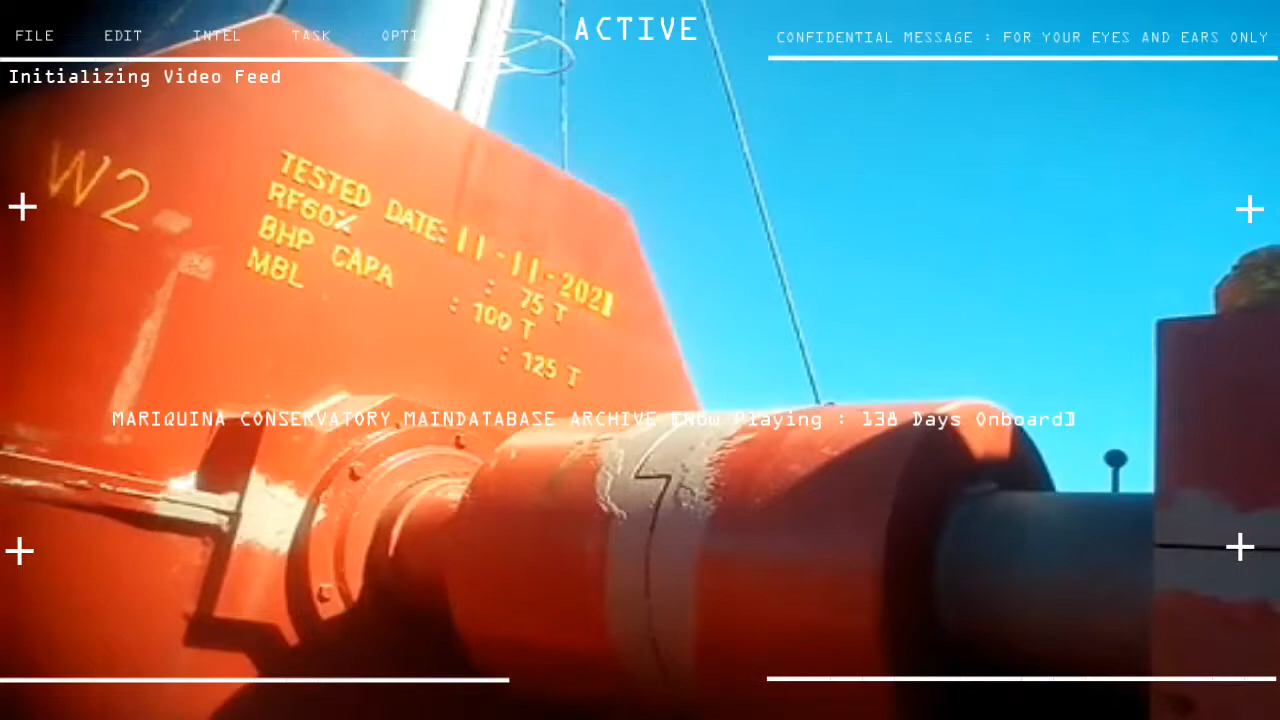 FILE EDIT INTEL TASK OPTI
ACTIVE
CONFIDENTIAL MESSAGE : FOR YOUR EYES AND EARS ONLY
Initializing Video Feed
W2
TESTED DATE: 11-11-2021
RF60% : 75 T
BHP CAPA : 100 T
MBL : 125 T
MARIQUINA CONSERVATORY MAINDATABASE ARCHIVE [Now Playing : 138 Days Onboard]